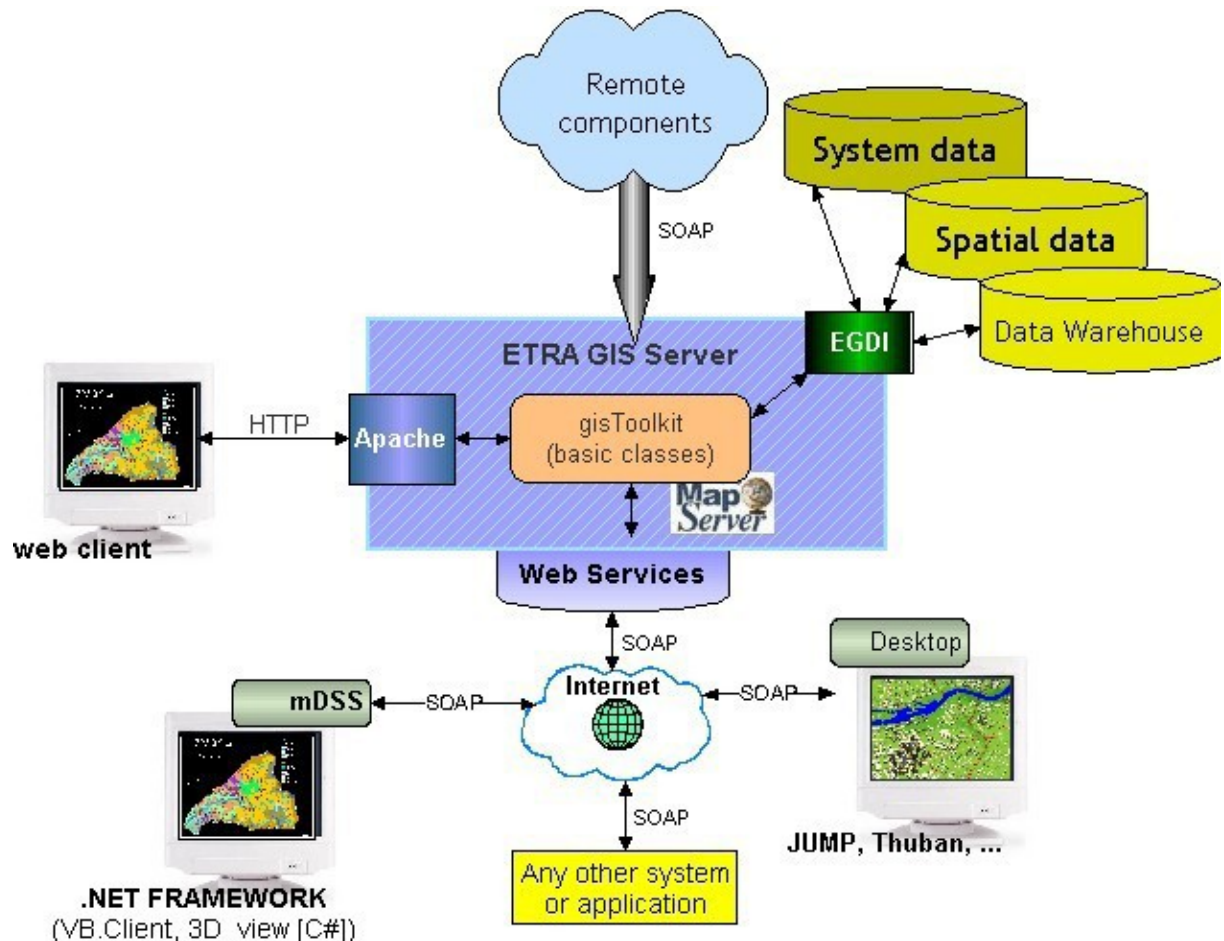 Remote
components
System data
Spatial data
Data Warehouse
SOAP
EGDI
ETRA GIS Server
HTTP
Apache
gisToolkit
(basic classes)
Map
Server
web client
Web Services
SOAP
Desktop
Internet
mDSS
SOAP
SOAP
SOAP
JUMP, Thuban, ...
.NET FRAMEWORK
(VB.Client, 3D_view [C#])
Any other system
or application